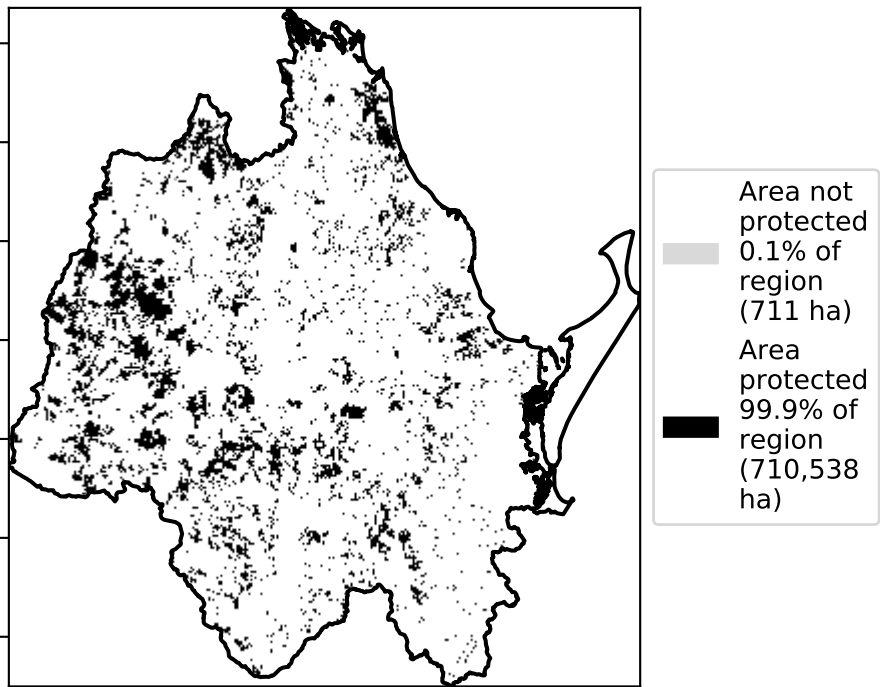 Area not
protected
0.1% of
region
(711 ha)
Area
protected
99.9% of
region
(710,538
ha)